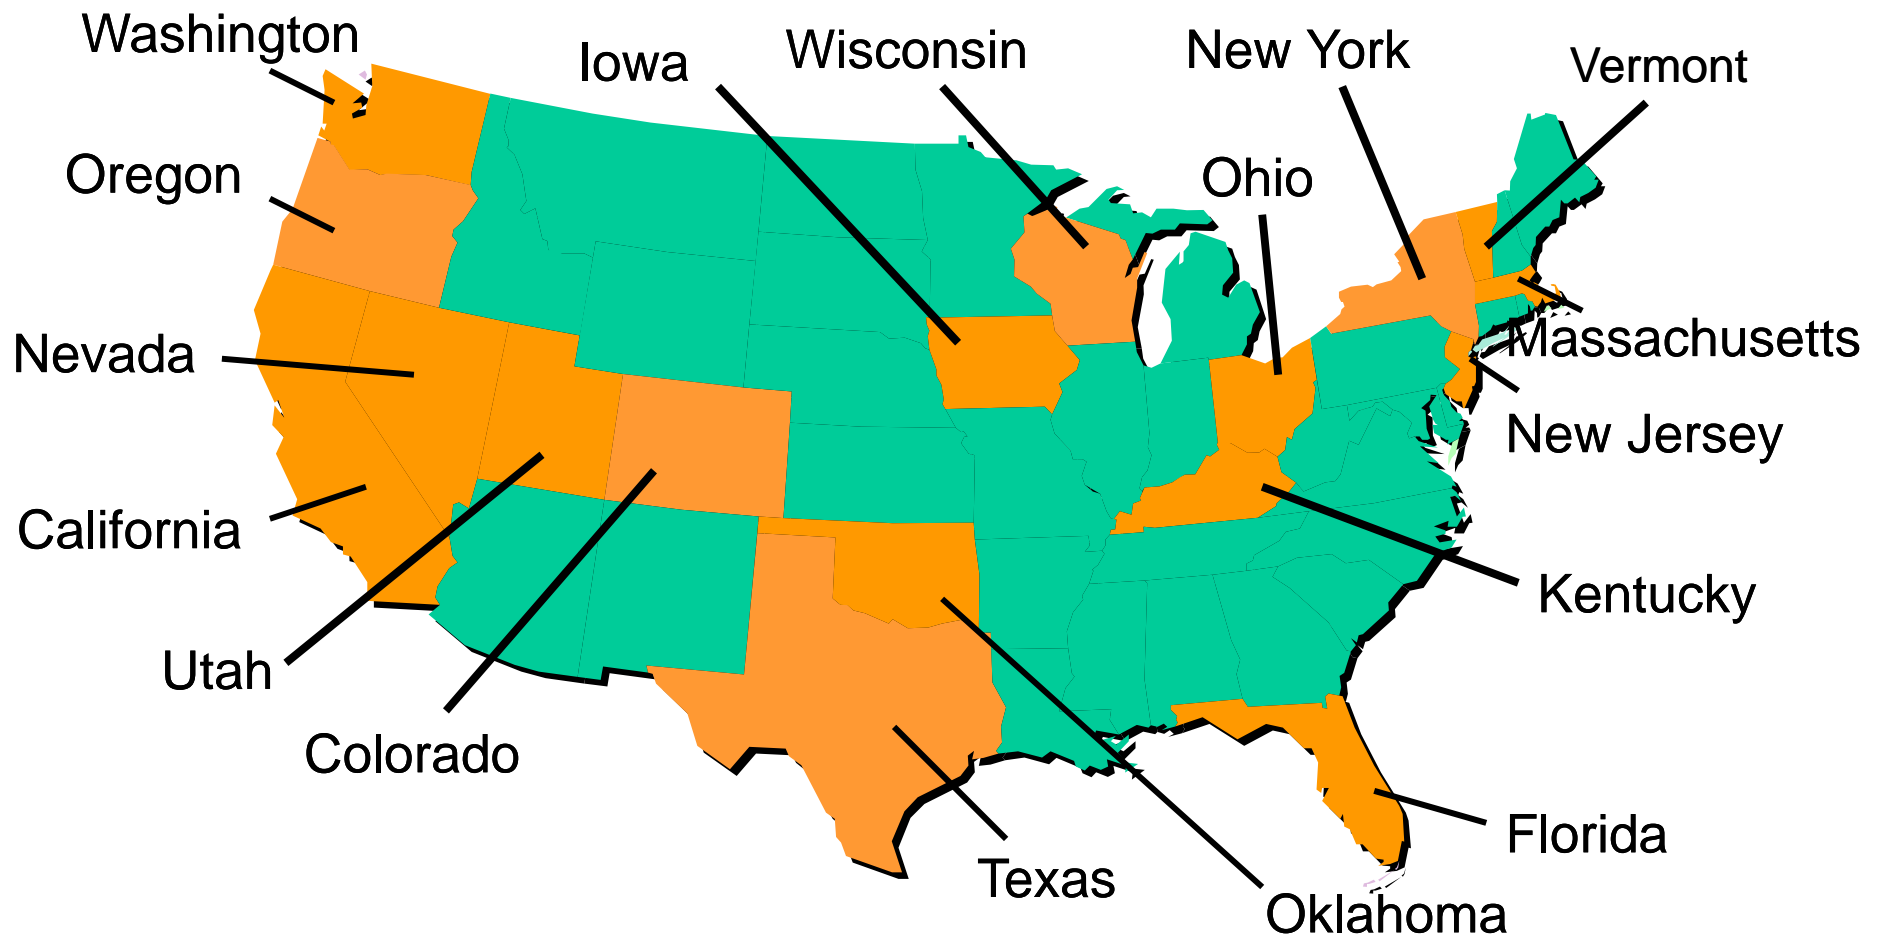 Washington
Iowa
Wisconsin
New York
Vermont
Oregon
Ohio
Nevada
Massachusetts
New Jersey
California
Kentucky
Utah
Colorado
Florida
Texas
Oklahoma